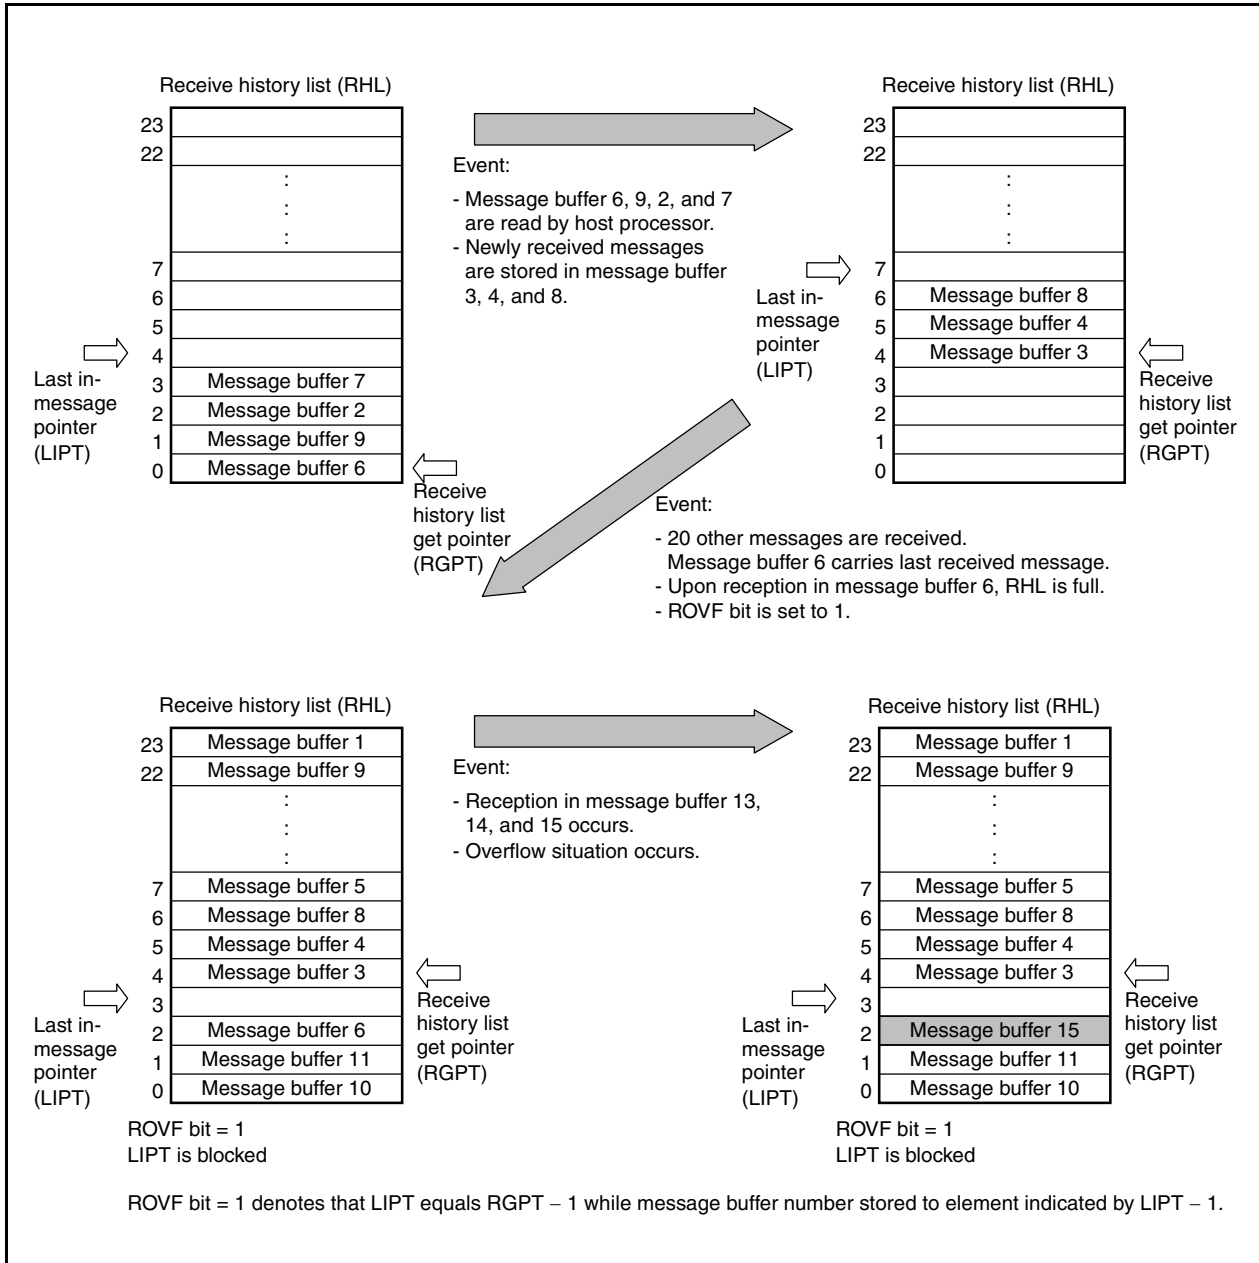 Receive history list (RHL)
23
22
:
:
:
7
6
5
4
3 Message buffer 7
2 Message buffer 2
1 Message buffer 9
0 Message buffer 6
Last in-
message
pointer
(LIPT)
Receive
history list
get pointer
(RGPT)
Event:
- Message buffer 6, 9, 2, and 7
are read by host processor.
- Newly received messages
are stored in message buffer
3, 4, and 8.
Receive history list (RHL)
23
22
:
:
:
7
6 Message buffer 8
5 Message buffer 4
4 Message buffer 3
3
2
1
0
Last in-
message
pointer
(LIPT)
Receive
history list
get pointer
(RGPT)
Event:
- 20 other messages are received.
Message buffer 6 carries last received message.
- Upon reception in message buffer 6, RHL is full.
- ROVF bit is set to 1.
Receive history list (RHL)
23 Message buffer 1
22 Message buffer 9
:
:
:
7 Message buffer 5
6 Message buffer 8
5 Message buffer 4
4 Message buffer 3
3
2 Message buffer 6
1 Message buffer 11
0 Message buffer 10
Last in-
message
pointer
(LIPT)
Receive
history list
get pointer
(RGPT)
ROVF bit = 1
LIPT is blocked
Event:
- Reception in message buffer 13,
14, and 15 occurs.
- Overflow situation occurs.
Receive history list (RHL)
23 Message buffer 1
22 Message buffer 9
:
:
:
7 Message buffer 5
6 Message buffer 8
5 Message buffer 4
4 Message buffer 3
3
2 Message buffer 15
1 Message buffer 11
0 Message buffer 10
Last in-
message
pointer
(LIPT)
Receive
history list
get pointer
(RGPT)
ROVF bit = 1
LIPT is blocked
ROVF bit = 1 denotes that LIPT equals RGPT − 1 while message buffer number stored to element indicated by LIPT − 1.